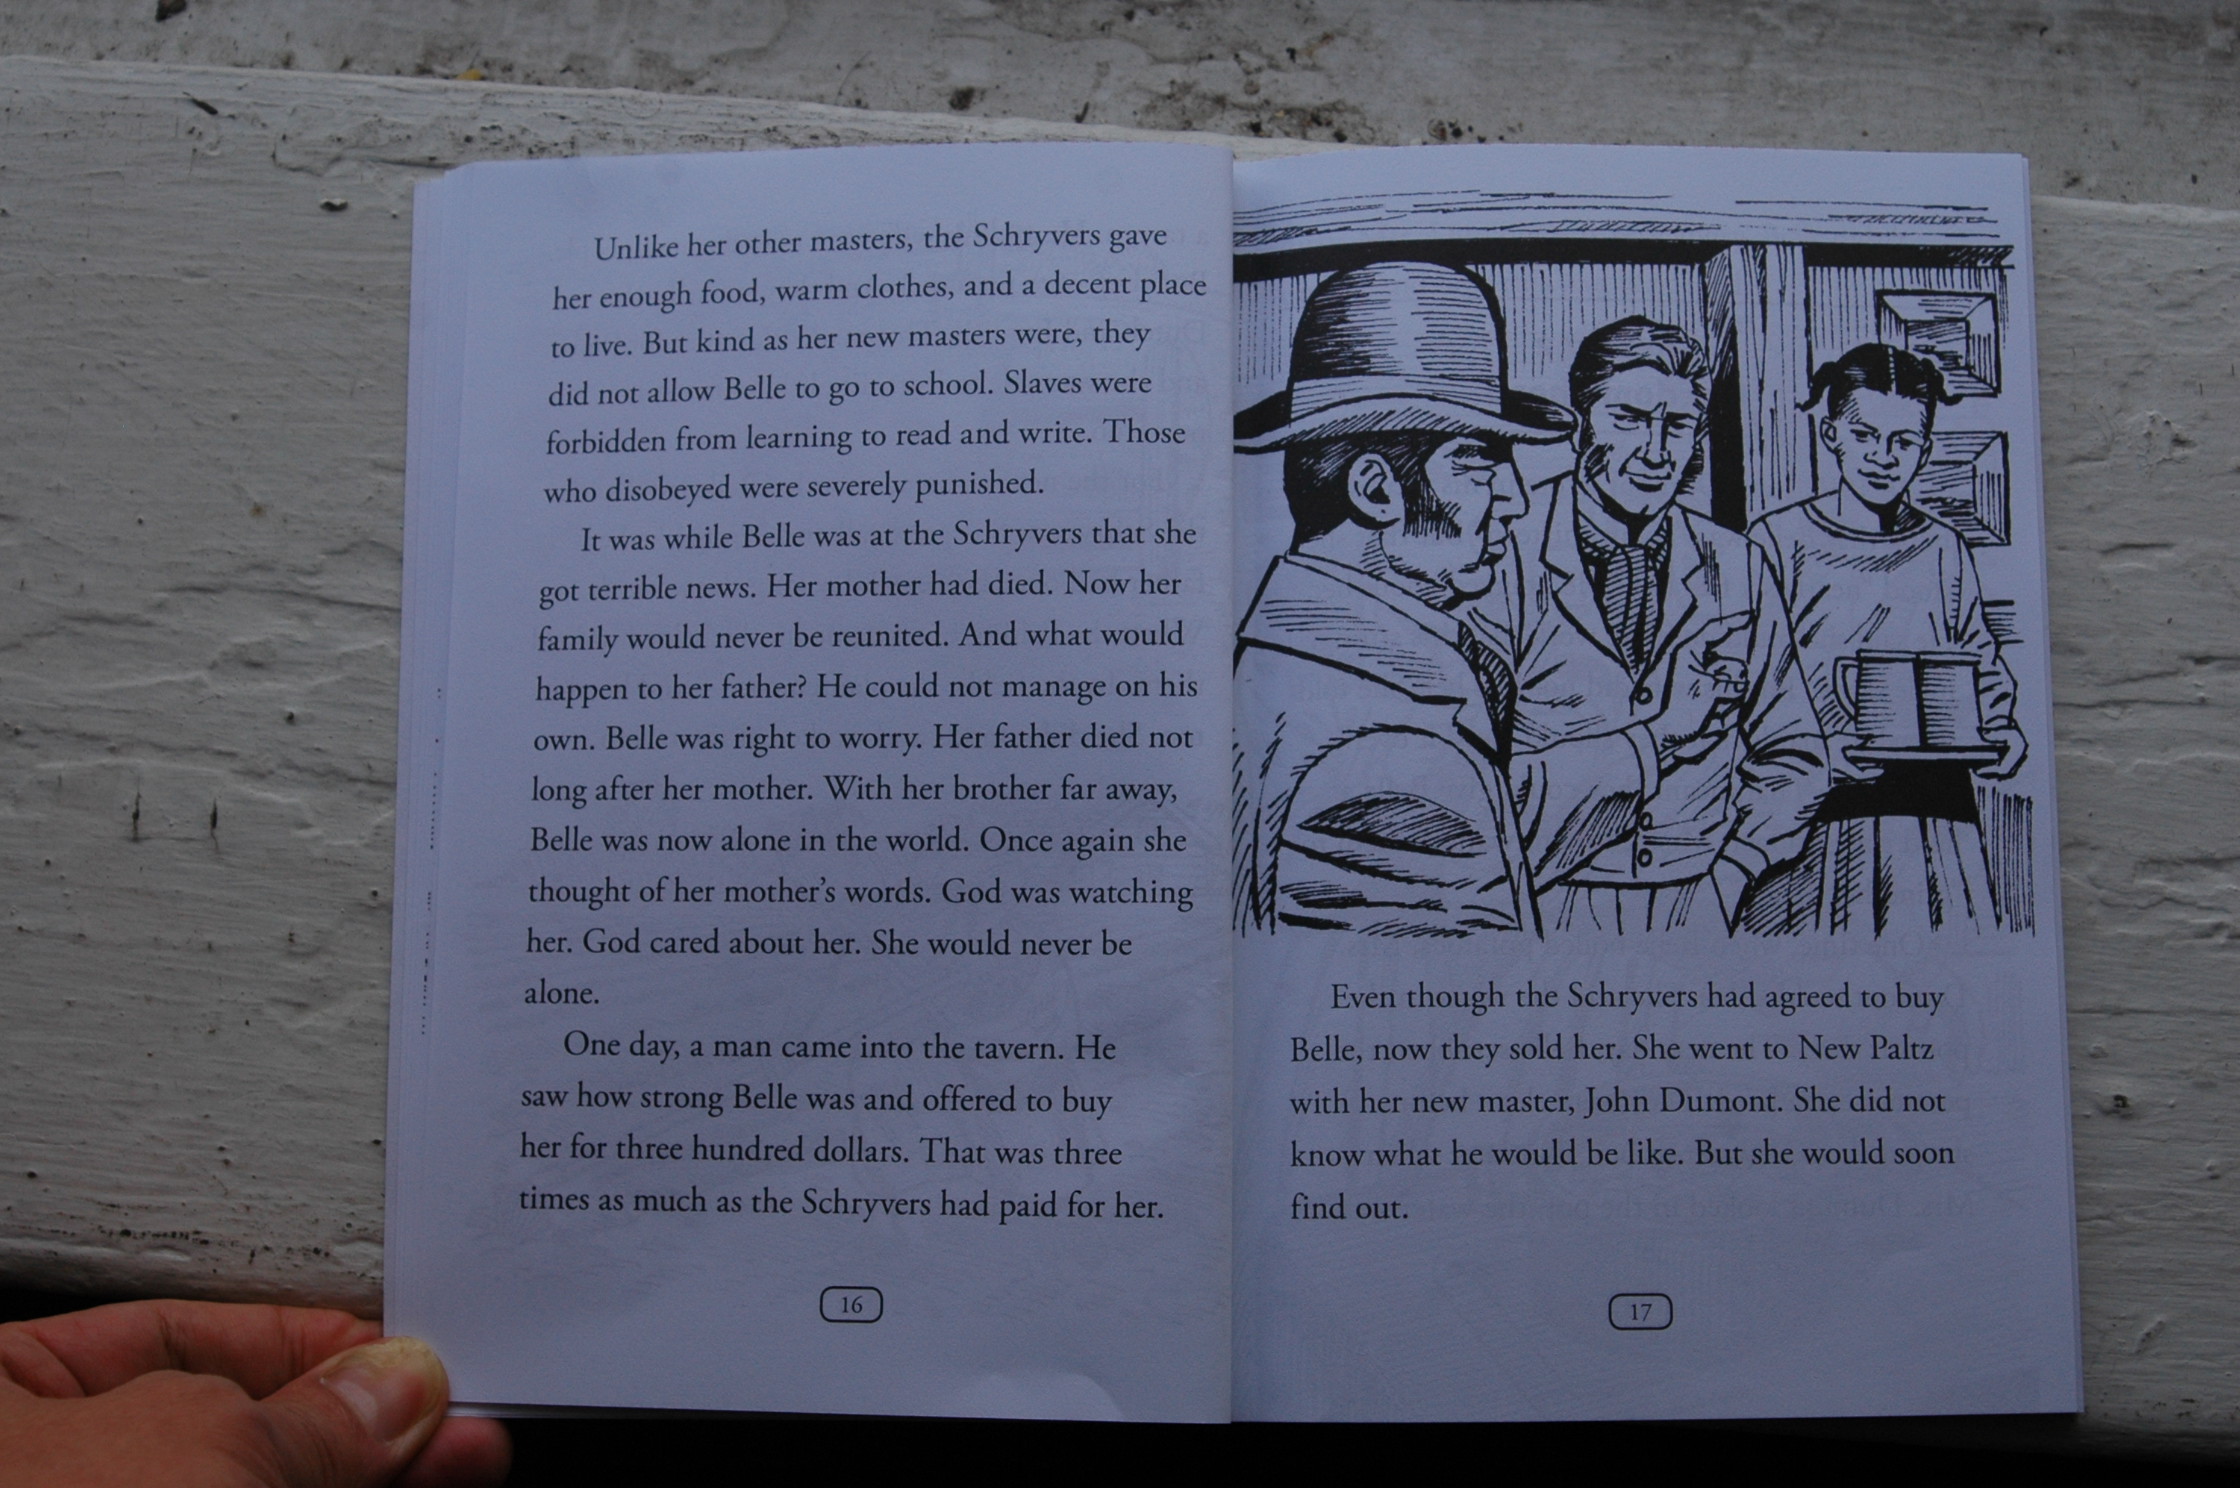 Unlike her other masters, the Schryvers gave
her enough food, warm clothes, and a decent place
to live. But kind as her new masters were, they
did not allow Belle to go to school. Slaves were
forbidden from learning to read and write. Those
who disobeyed were severely punished.
It was while Belle was at the Schryvers that she
got terrible news. Her mother had died. Now her
family would never be reunited. And what would
happen to her father? He could not manage on his
own. Belle was right to worry. Her father died not
long after her mother. With her brother far away,
Belle was now alone in the world. Once again she
thought of her mother’s words. God was watching
her. God cared about her. She would never be
alone.
One day, a man came into the tavern. He
saw how strong Belle was and offered to buy
her for three hundred dollars. That was three
times as much as the Schryvers had paid for her.
16
Even though the Schryvers had agreed to buy
Belle, now they sold her. She went to New Paltz
with her new master, John Dumont. She did not
know what he would be like. But she would soon
find out.
17